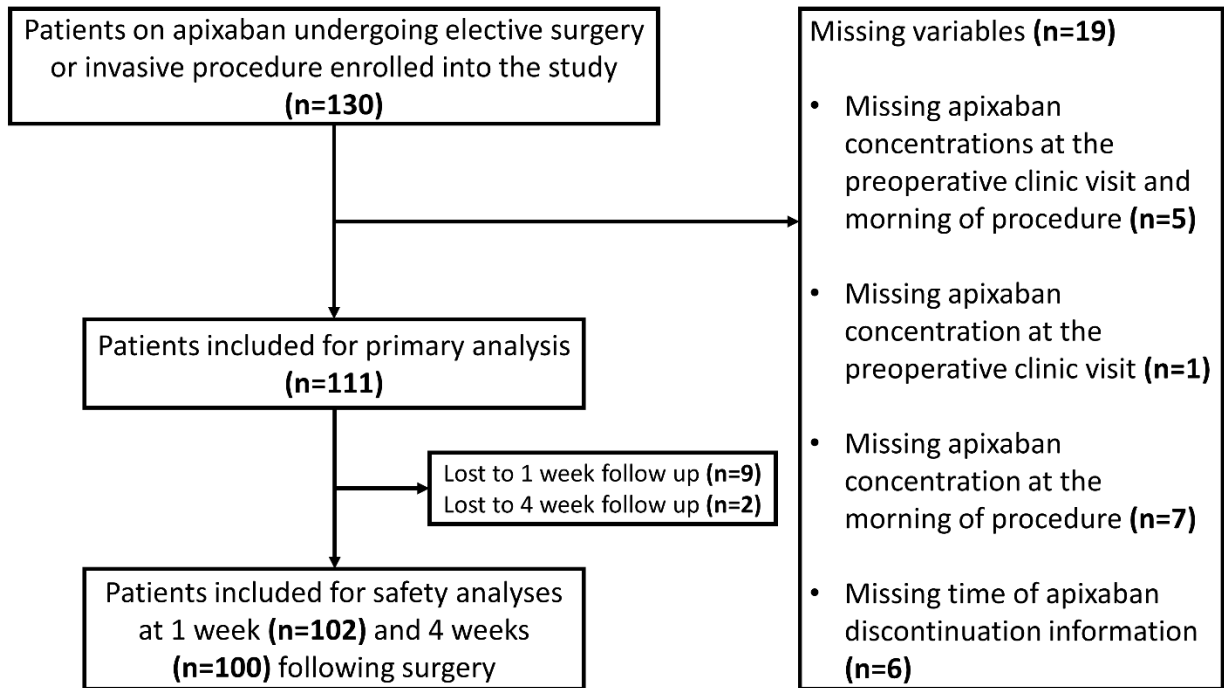 Patients on apixaban undergoing elective surgery
or invasive procedure enrolled into the study
(n=130)
Missing variables (n=19)
• Missing apixaban
concentrations at the
preoperative clinic visit and
morning of procedure (n=5)
• Missing apixaban
concentration at the
preoperative clinic visit (n=1)
• Missing apixaban
concentration at the
morning of procedure (n=7)
• Missing time of apixaban
discontinuation information
(n=6)
Patients included for primary analysis
(n=111)
Lost to 1 week follow up (n=9)
Lost to 4 week follow up (n=2)
Patients included for safety analyses
at 1 week (n=102) and 4 weeks
(n=100) following surgery